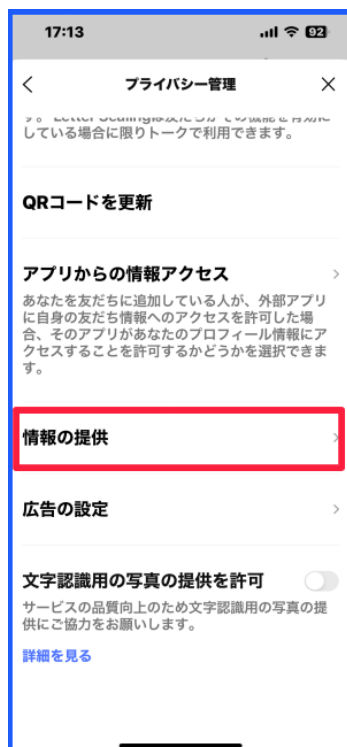 17:13
92
プライバシー管理
している場合に限りトークで利用できます。
QRコードを更新
アプリからの情報アクセス
あなたを友だちに追加している人が、外部アプリ
に自身の友だち情報へのアクセスを許可した場
合、そのアプリがあなたのプロフィール情報にア
クセスすることを許可するかどうかを選択できま
す。
情報の提供
広告の設定
文字認識用の写真の提供を許可
サービスの品質向上のため文字認識用の写真の提
供にご協力をお願いします。
詳細を見る